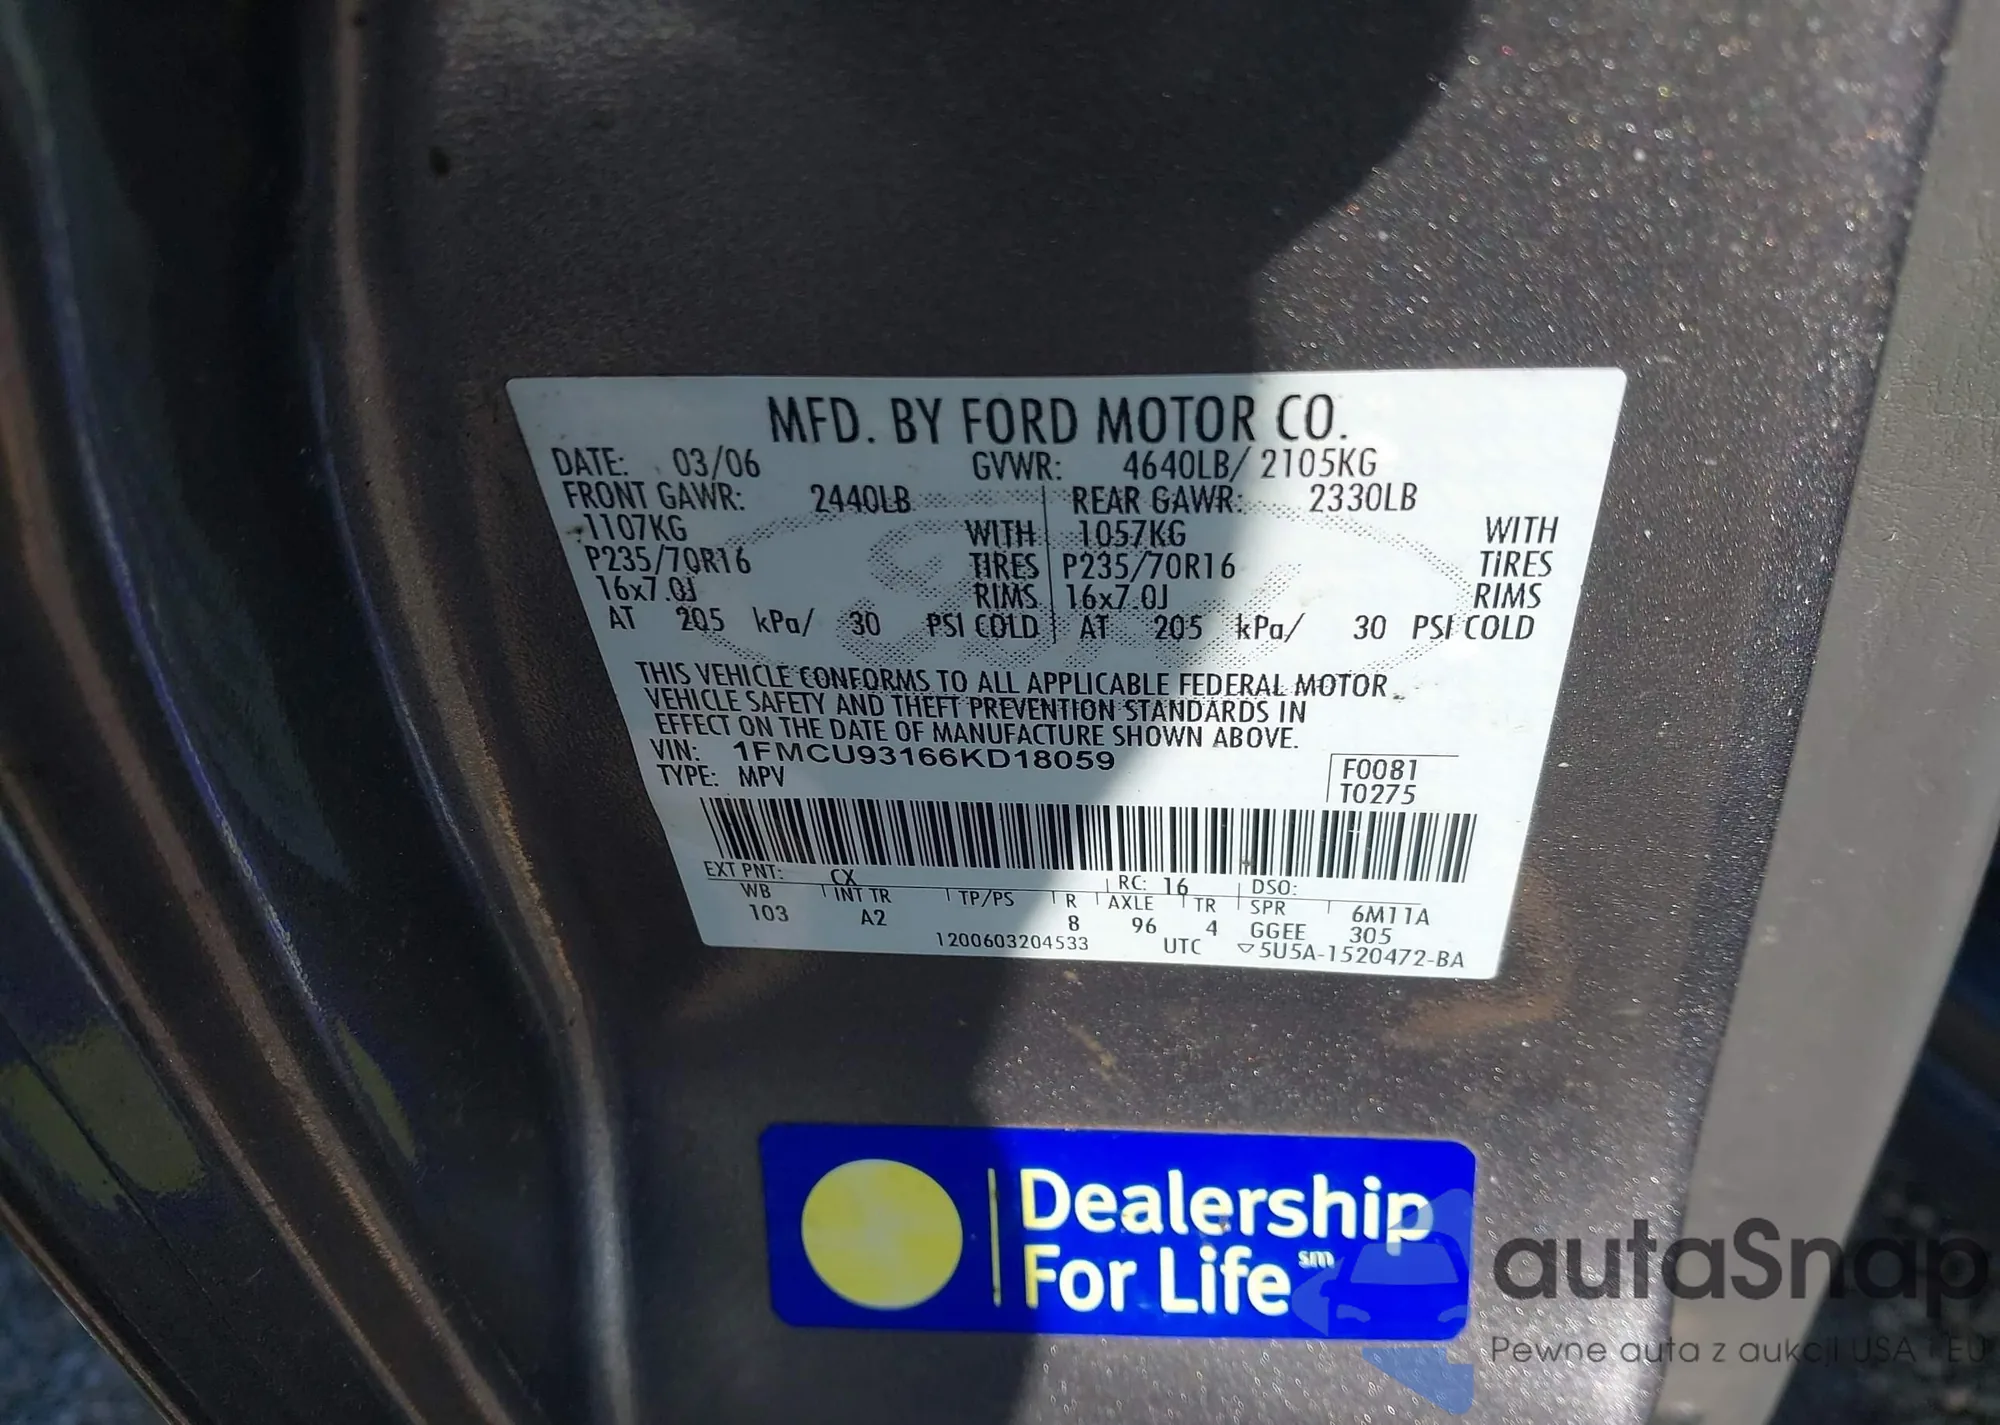 MFD. BY FORD MOTOR CO.
DATE: 03/06 GVWR: 4640LB/ 2105KG
FRONT GAWR: 2440LB REAR GAWR: 2330LB
1107KG WITH 1057KG WITH
P235/70R16 TIRES P235/70R16 TIRES
16x7.0J RIMS 16x7.0J RIMS
AT 205 kPa/ 30 PSI COLD AT 205 kPa/ 30 PSI COLD
THIS VEHICLE CONFORMS TO ALL APPLICABLE FEDERAL MOTOR
VEHICLE SAFETY AND THEFT PREVENTION STANDARDS IN
EFFECT ON THE DATE OF MANUFACTURE SHOWN ABOVE.
VIN: 1FMCU93166KD18059
TYPE: MPV
F0081
T0275
EXT PNT: CX RC: 16 DSO:
WB INT TR TP/PS R AXLE TR SPR 6M11A
103 A2 8 96 4 GGEE 305
1200603204533 UTC ▽5U5A-1520472-BA
Dealership
For Life sm
autaSnap
Pewne auta z aukcji USA i EU